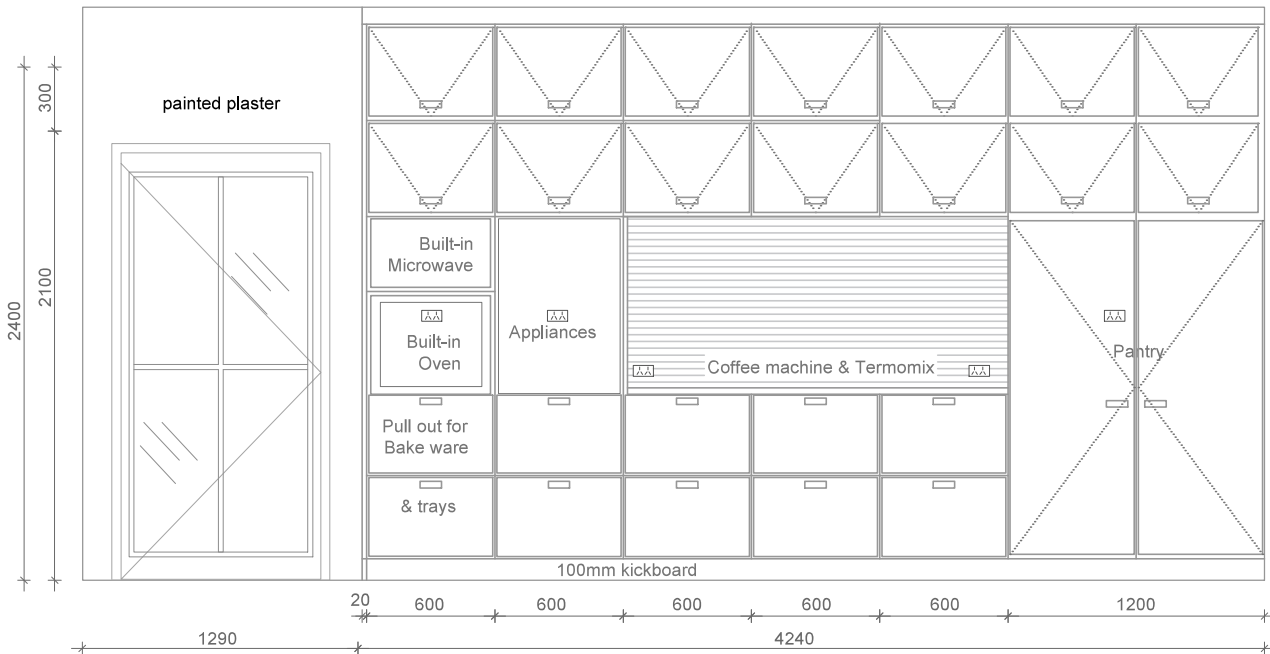 painted plaster
300
2100
2400
Built-in
Microwave
Built-in
Oven
Appliances
Coffee machine & Termomix
Pantry
Pull out for
Bake ware
& trays
100mm kickboard
20
600
600
600
600
600
1200
1290
4240